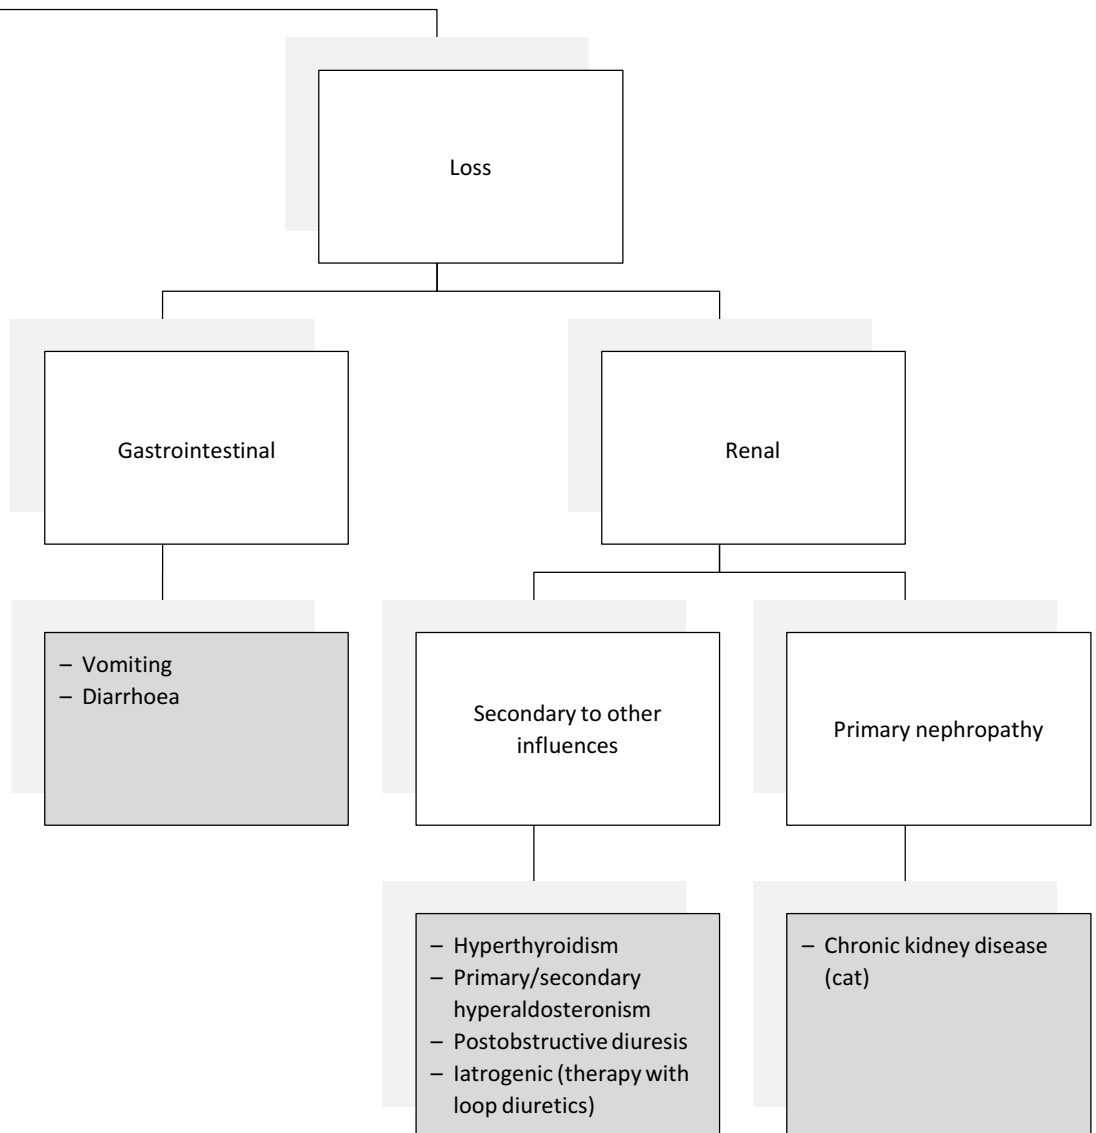 Loss
Gastrointestinal
Renal
– Vomiting
– Diarrhoea
Secondary to other
influences
Primary nephropathy
– Hyperthyroidism
– Primary/secondary
hyperaldosteronism
– Postobstructive diuresis
– Iatrogenic (therapy with
loop diuretics)
– Chronic kidney disease
(cat)